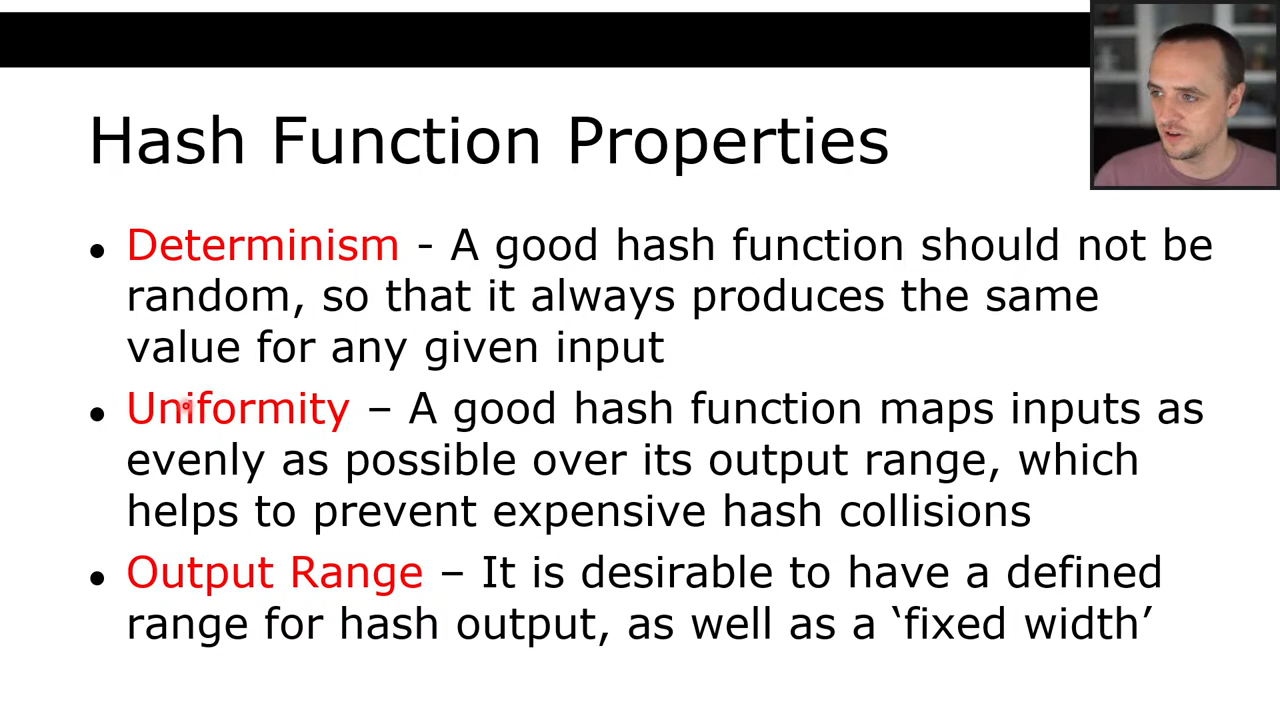 Hash Function Properties
• Determinism - A good hash function should not be
random, so that it always produces the same
value for any given input
• Uniformity – A good hash function maps inputs as
evenly as possible over its output range, which
helps to prevent expensive hash collisions
• Output Range – It is desirable to have a defined
range for hash output, as well as a ‘fixed width’